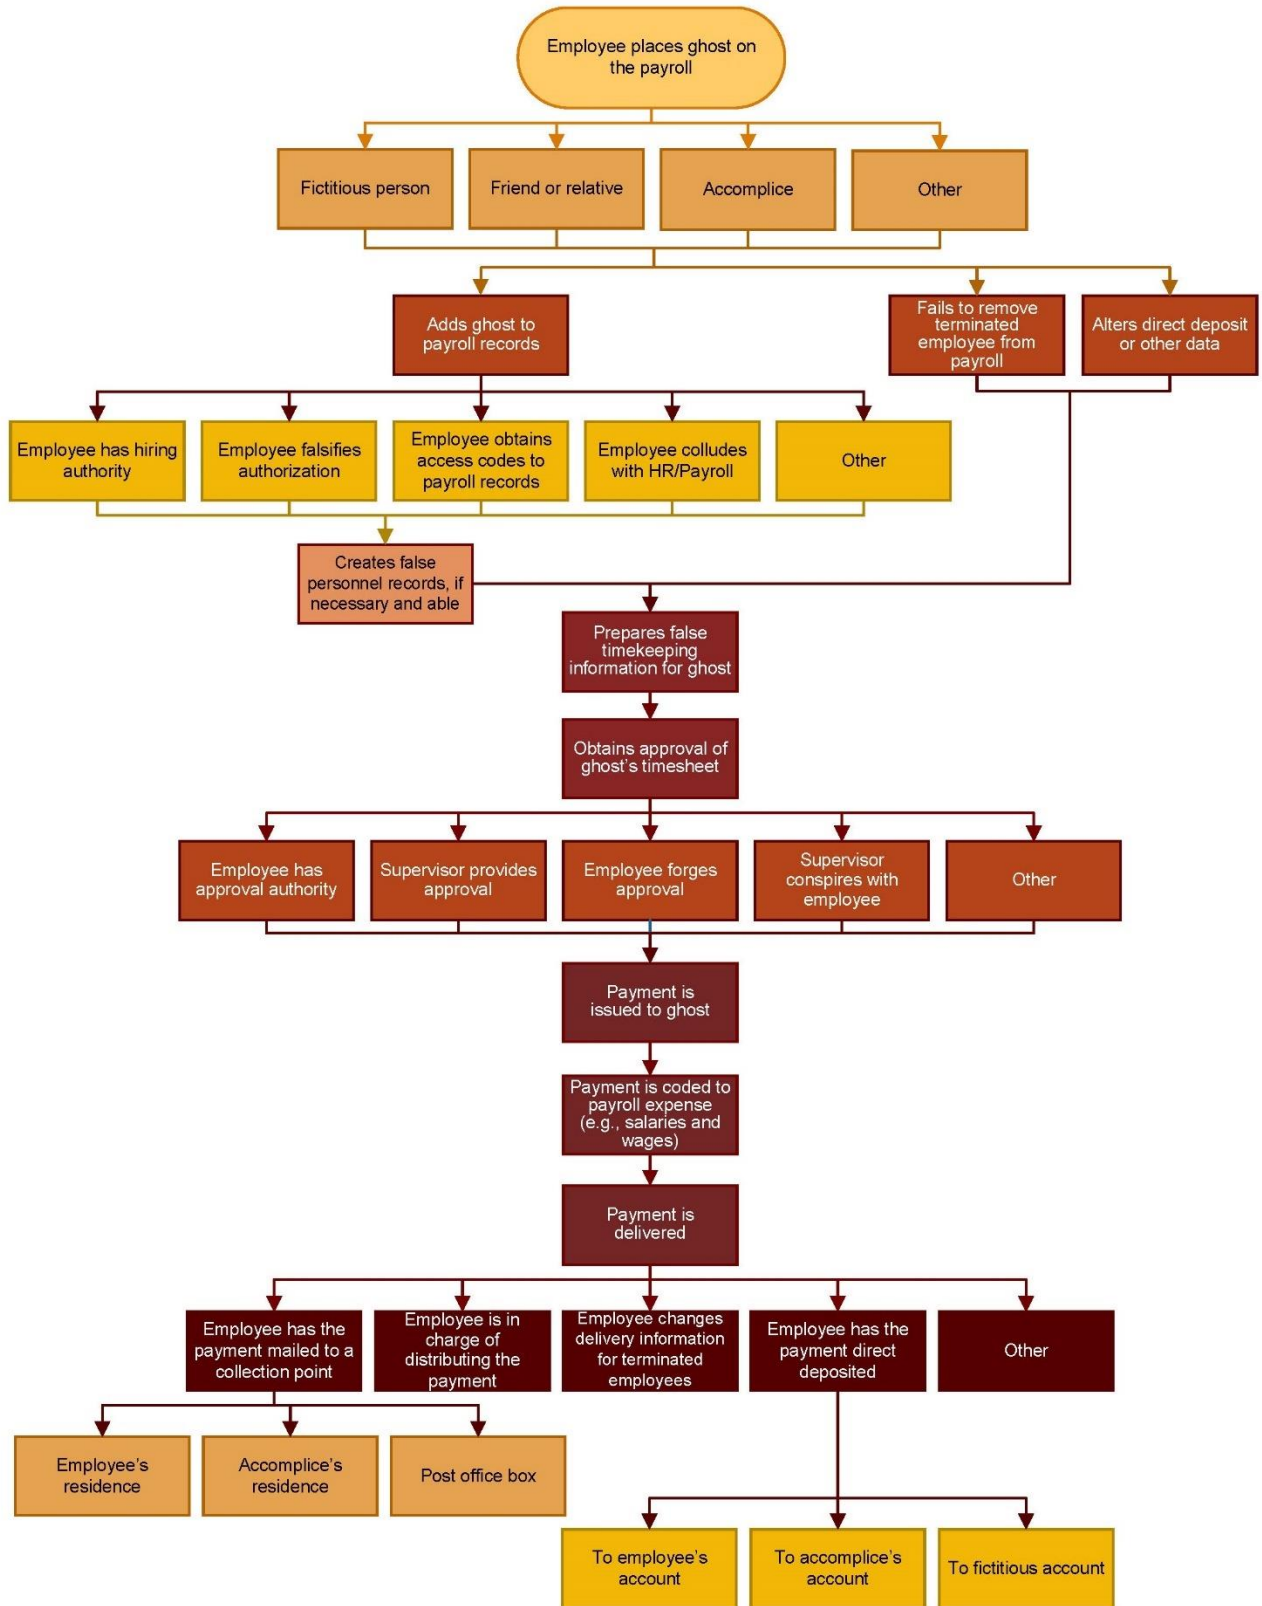 Employee places ghost on
the payroll
Fictitious person
Friend or relative
Accomplice
Other
Adds ghost to
payroll records
Fails to remove
terminated
employee from
payroll
Alters direct deposit
or other data
Employee has hiring
authority
Employee falsifies
authorization
Employee obtains
access codes to
payroll records
Employee colludes
with HR/Payroll
Other
Creates false
personnel records, if
necessary and able
Prepares false
timekeeping
information for ghost
Obtains approval of
ghost’s timesheet
Employee has
approval authority
Supervisor provides
approval
Employee forges
approval
Supervisor
conspires with
employee
Other
Payment is
issued to ghost
Payment is coded to
payroll expense
(e.g., salaries and
wages)
Payment is
delivered
Employee has the
payment mailed to a
collection point
Employee is in
charge of
distributing the
payment
Employee changes
delivery information
for terminated
employees
Employee has the
payment direct
deposited
Other
Employee’s
residence
Accomplice’s
residence
Post office box
To employee’s
account
To accomplice’s
account
To fictitious account